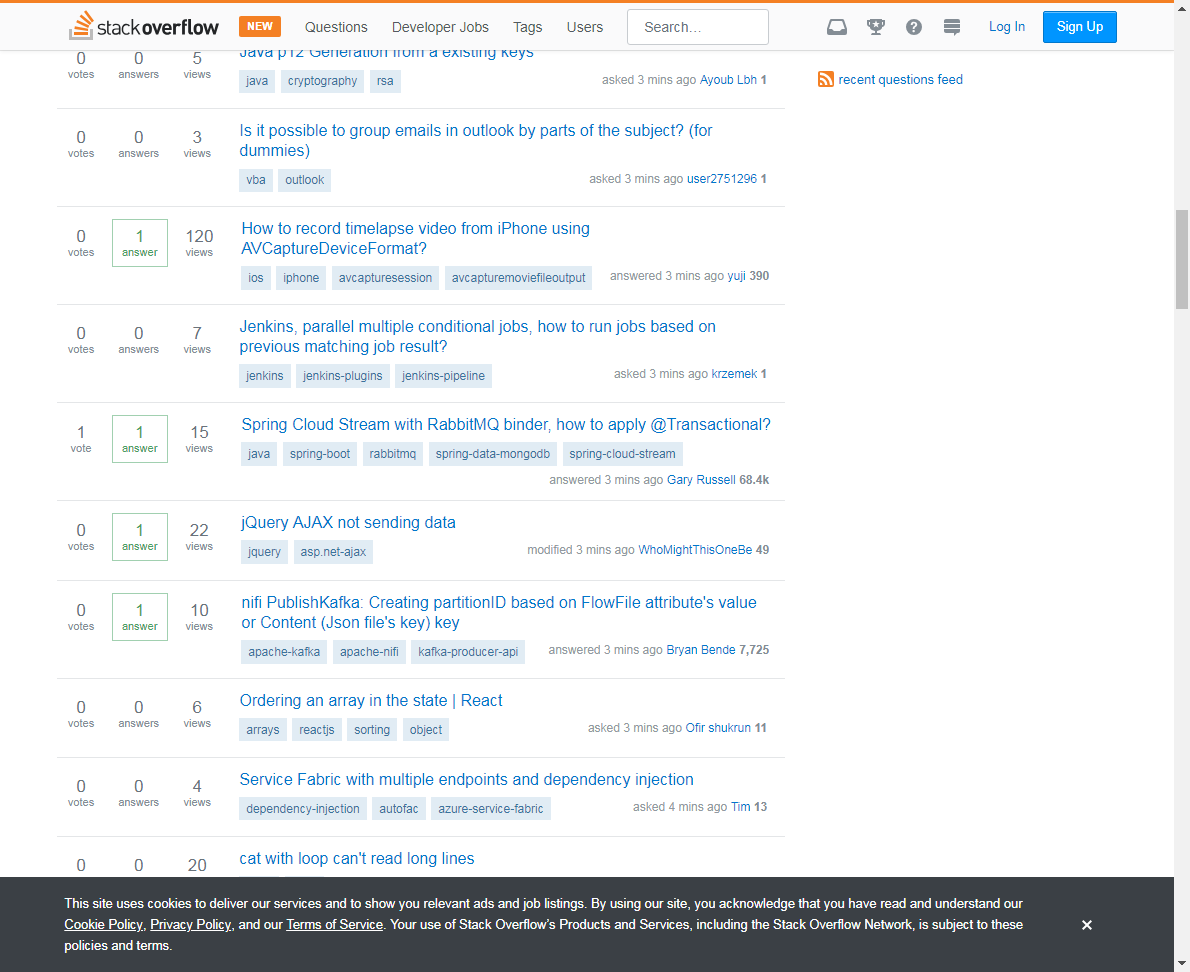 stackoverflow NEW Questions Developer Jobs Tags Users Search... Log In Sign Up
0 votes 0 answers 5 views
Java p12 Generation from a existing keys
java cryptography rsa
asked 3 mins ago Ayoub Lbh 1
recent questions feed
0 votes 0 answers 3 views
Is it possible to group emails in outlook by parts of the subject? (for
dummies)
vba outlook
asked 3 mins ago user2751296 1
0 votes 1 answer 120 views
How to record timelapse video from iPhone using
AVCaptureDeviceFormat?
ios iphone avcapturesession avcapturemoviefileoutput
answered 3 mins ago yuji 390
0 votes 0 answers 7 views
Jenkins, parallel multiple conditional jobs, how to run jobs based on
previous matching job result?
jenkins jenkins-plugins jenkins-pipeline
asked 3 mins ago krzemek 1
1 vote 1 answer 15 views
Spring Cloud Stream with RabbitMQ binder, how to apply @Transactional?
java spring-boot rabbitmq spring-data-mongodb spring-cloud-stream
answered 3 mins ago Gary Russell 68.4k
0 votes 1 answer 22 views
jQuery AJAX not sending data
jquery asp.net-ajax
modified 3 mins ago WhoMightThisOneBe 49
0 votes 1 answer 10 views
nifi PublishKafka: Creating partitionID based on FlowFile attribute's value
or Content (Json file's key) key
apache-kafka apache-nifi kafka-producer-api
answered 3 mins ago Bryan Bende 7,725
0 votes 0 answers 6 views
Ordering an array in the state | React
arrays reactjs sorting object
asked 3 mins ago Ofir shukrun 11
0 votes 0 answers 4 views
Service Fabric with multiple endpoints and dependency injection
dependency-injection autofac azure-service-fabric
asked 4 mins ago Tim 13
0 0 20
cat with loop can't read long lines
This site uses cookies to deliver our services and to show you relevant ads and job listings. By using our site, you acknowledge that you have read and understand our
Cookie Policy, Privacy Policy, and our Terms of Service. Your use of Stack Overflow's Products and Services, including the Stack Overflow Network, is subject to these
policies and terms.